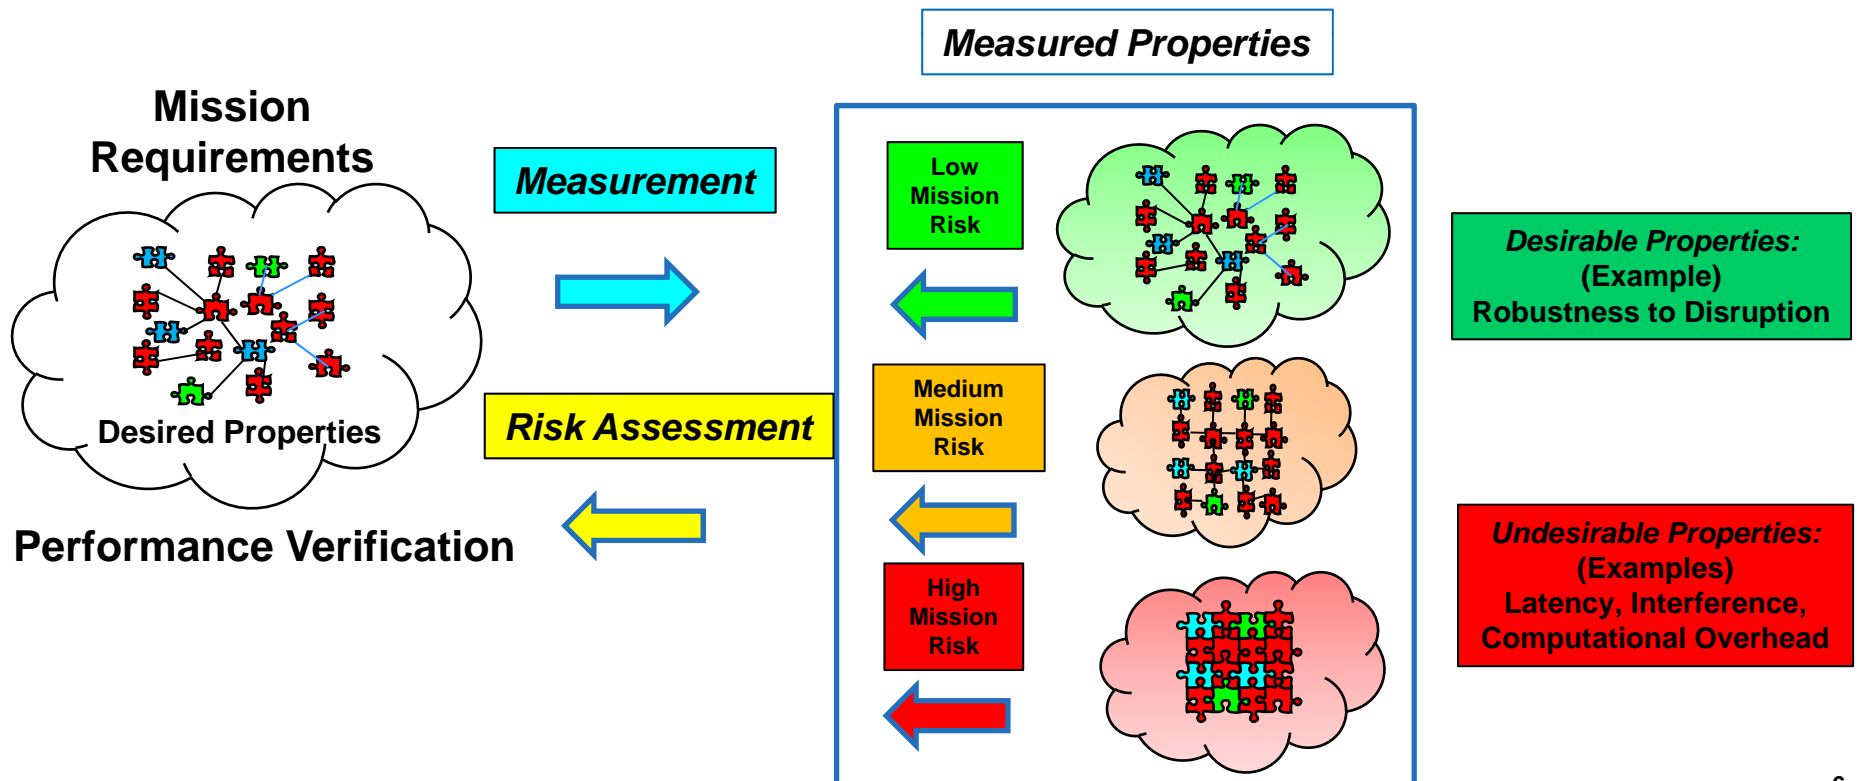 Measured Properties
Mission
Requirements
Desired Properties
Performance Verification
Measurement
Risk Assessment
Low
Mission
Risk
Medium
Mission
Risk
High
Mission
Risk
Desirable Properties:
(Example)
Robustness to Disruption
Undesirable Properties:
(Examples)
Latency, Interference,
Computational Overhead